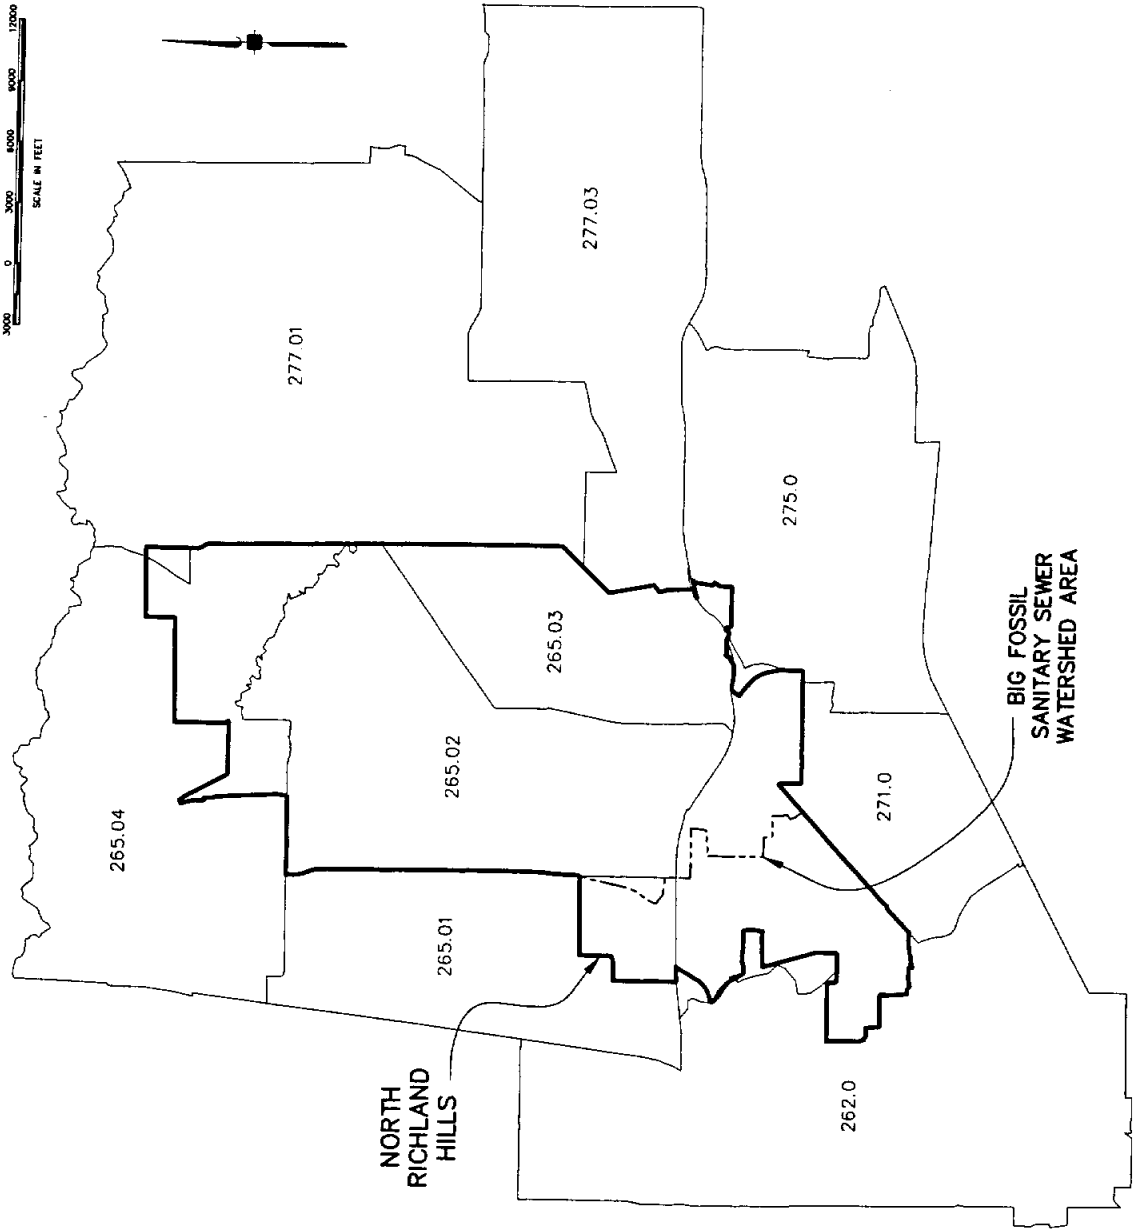 3000 0 3000 6000 9000 12000
SCALE IN FEET
277.03
277.01
275.0
265.03
265.02
265.04
271.0
265.01
262.0
BIG FOSSIL
SANITARY SEWER
WATERSHED AREA
NORTH
RICHLAND
HILLS